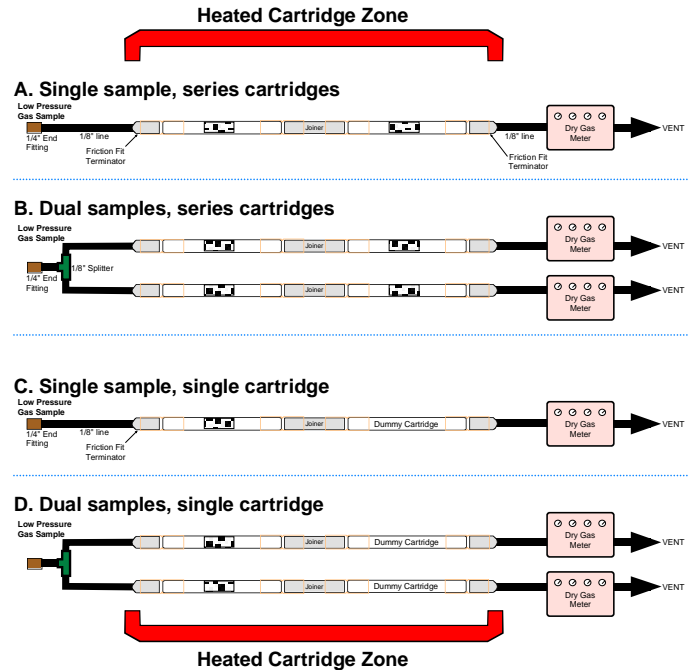 Heated Cartridge Zone
A. Single sample, series cartridges
Low Pressure
Gas Sample
1/4" End
Fitting
1/8" line
Friction Fit
Terminator
Joiner
1/8" line
Friction Fit
Terminator
Dry Gas
Meter
VENT
B. Dual samples, series cartridges
Low Pressure
Gas Sample
1/4" End
Fitting
1/8" Splitter
Joiner
Dry Gas
Meter
VENT
Joiner
Dry Gas
Meter
VENT
C. Single sample, single cartridge
Low Pressure
Gas Sample
1/4" End
Fitting
1/8" line
Friction Fit
Terminator
Joiner
Dummy Cartridge
Dry Gas
Meter
VENT
D. Dual samples, single cartridge
Low Pressure
Gas Sample
Joiner
Dummy Cartridge
Dry Gas
Meter
VENT
Joiner
Dummy Cartridge
Dry Gas
Meter
VENT
Heated Cartridge Zone